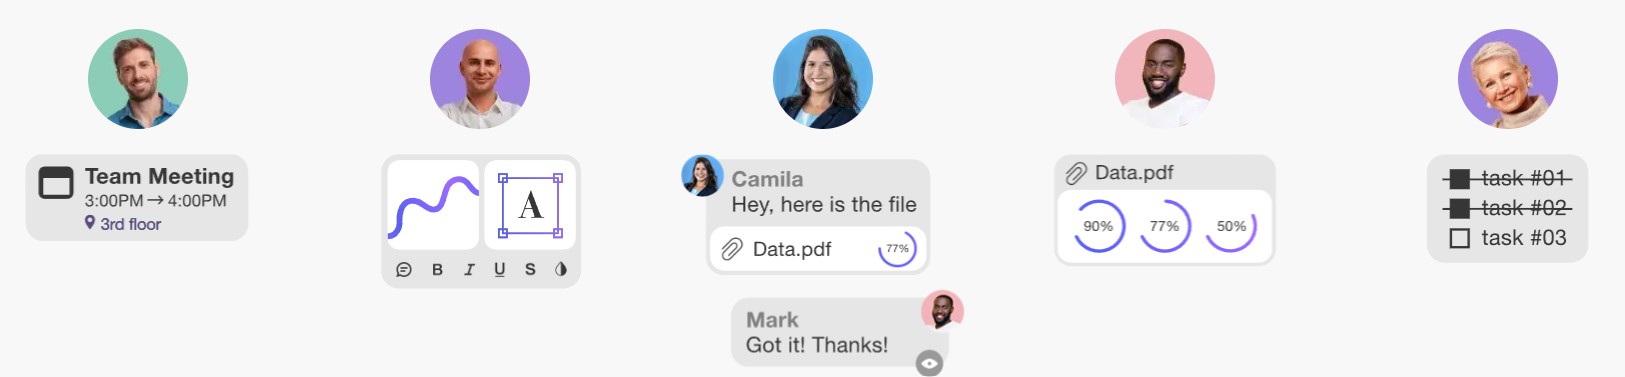 Team Meeting
3:00PM → 4:00PM
3rd floor
A
B I U S
Camila
Hey, here is the file
Data.pdf 77%
Mark
Got it! Thanks!
Data.pdf
90% 77% 50%
task #01
task #02
task #03